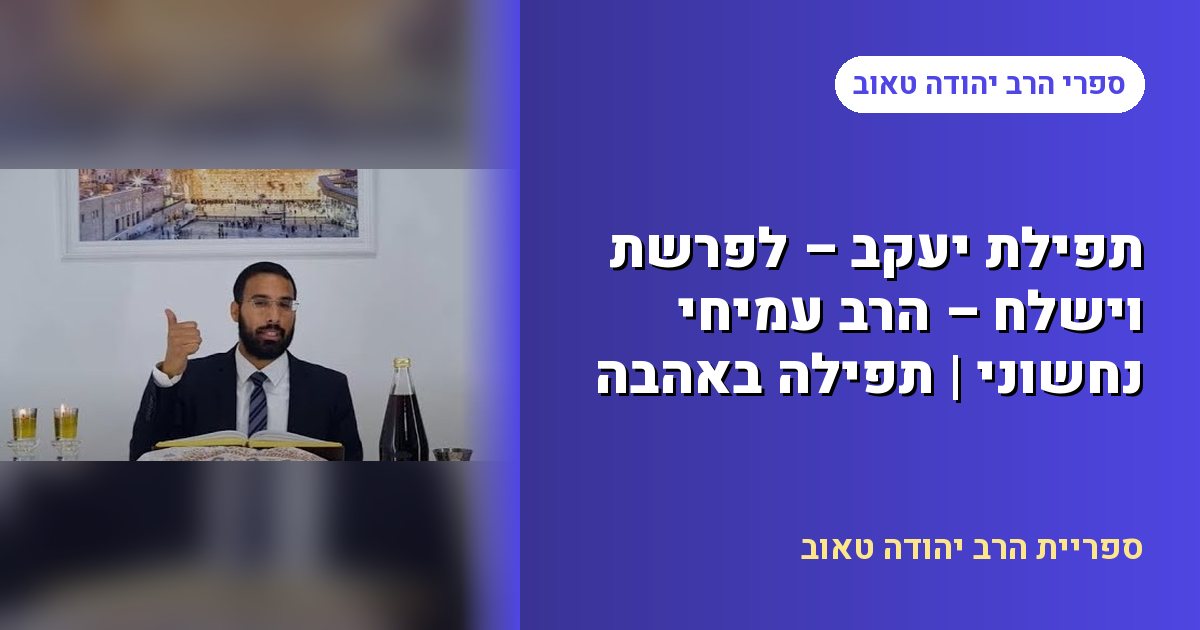 ספרי הרב יהודה טאוב
תפילת יעקב – לפרשת
וישלח – הרב עמיחי
נחשוני | תפילה באהבה
ספריית הרב יהודה טאוב